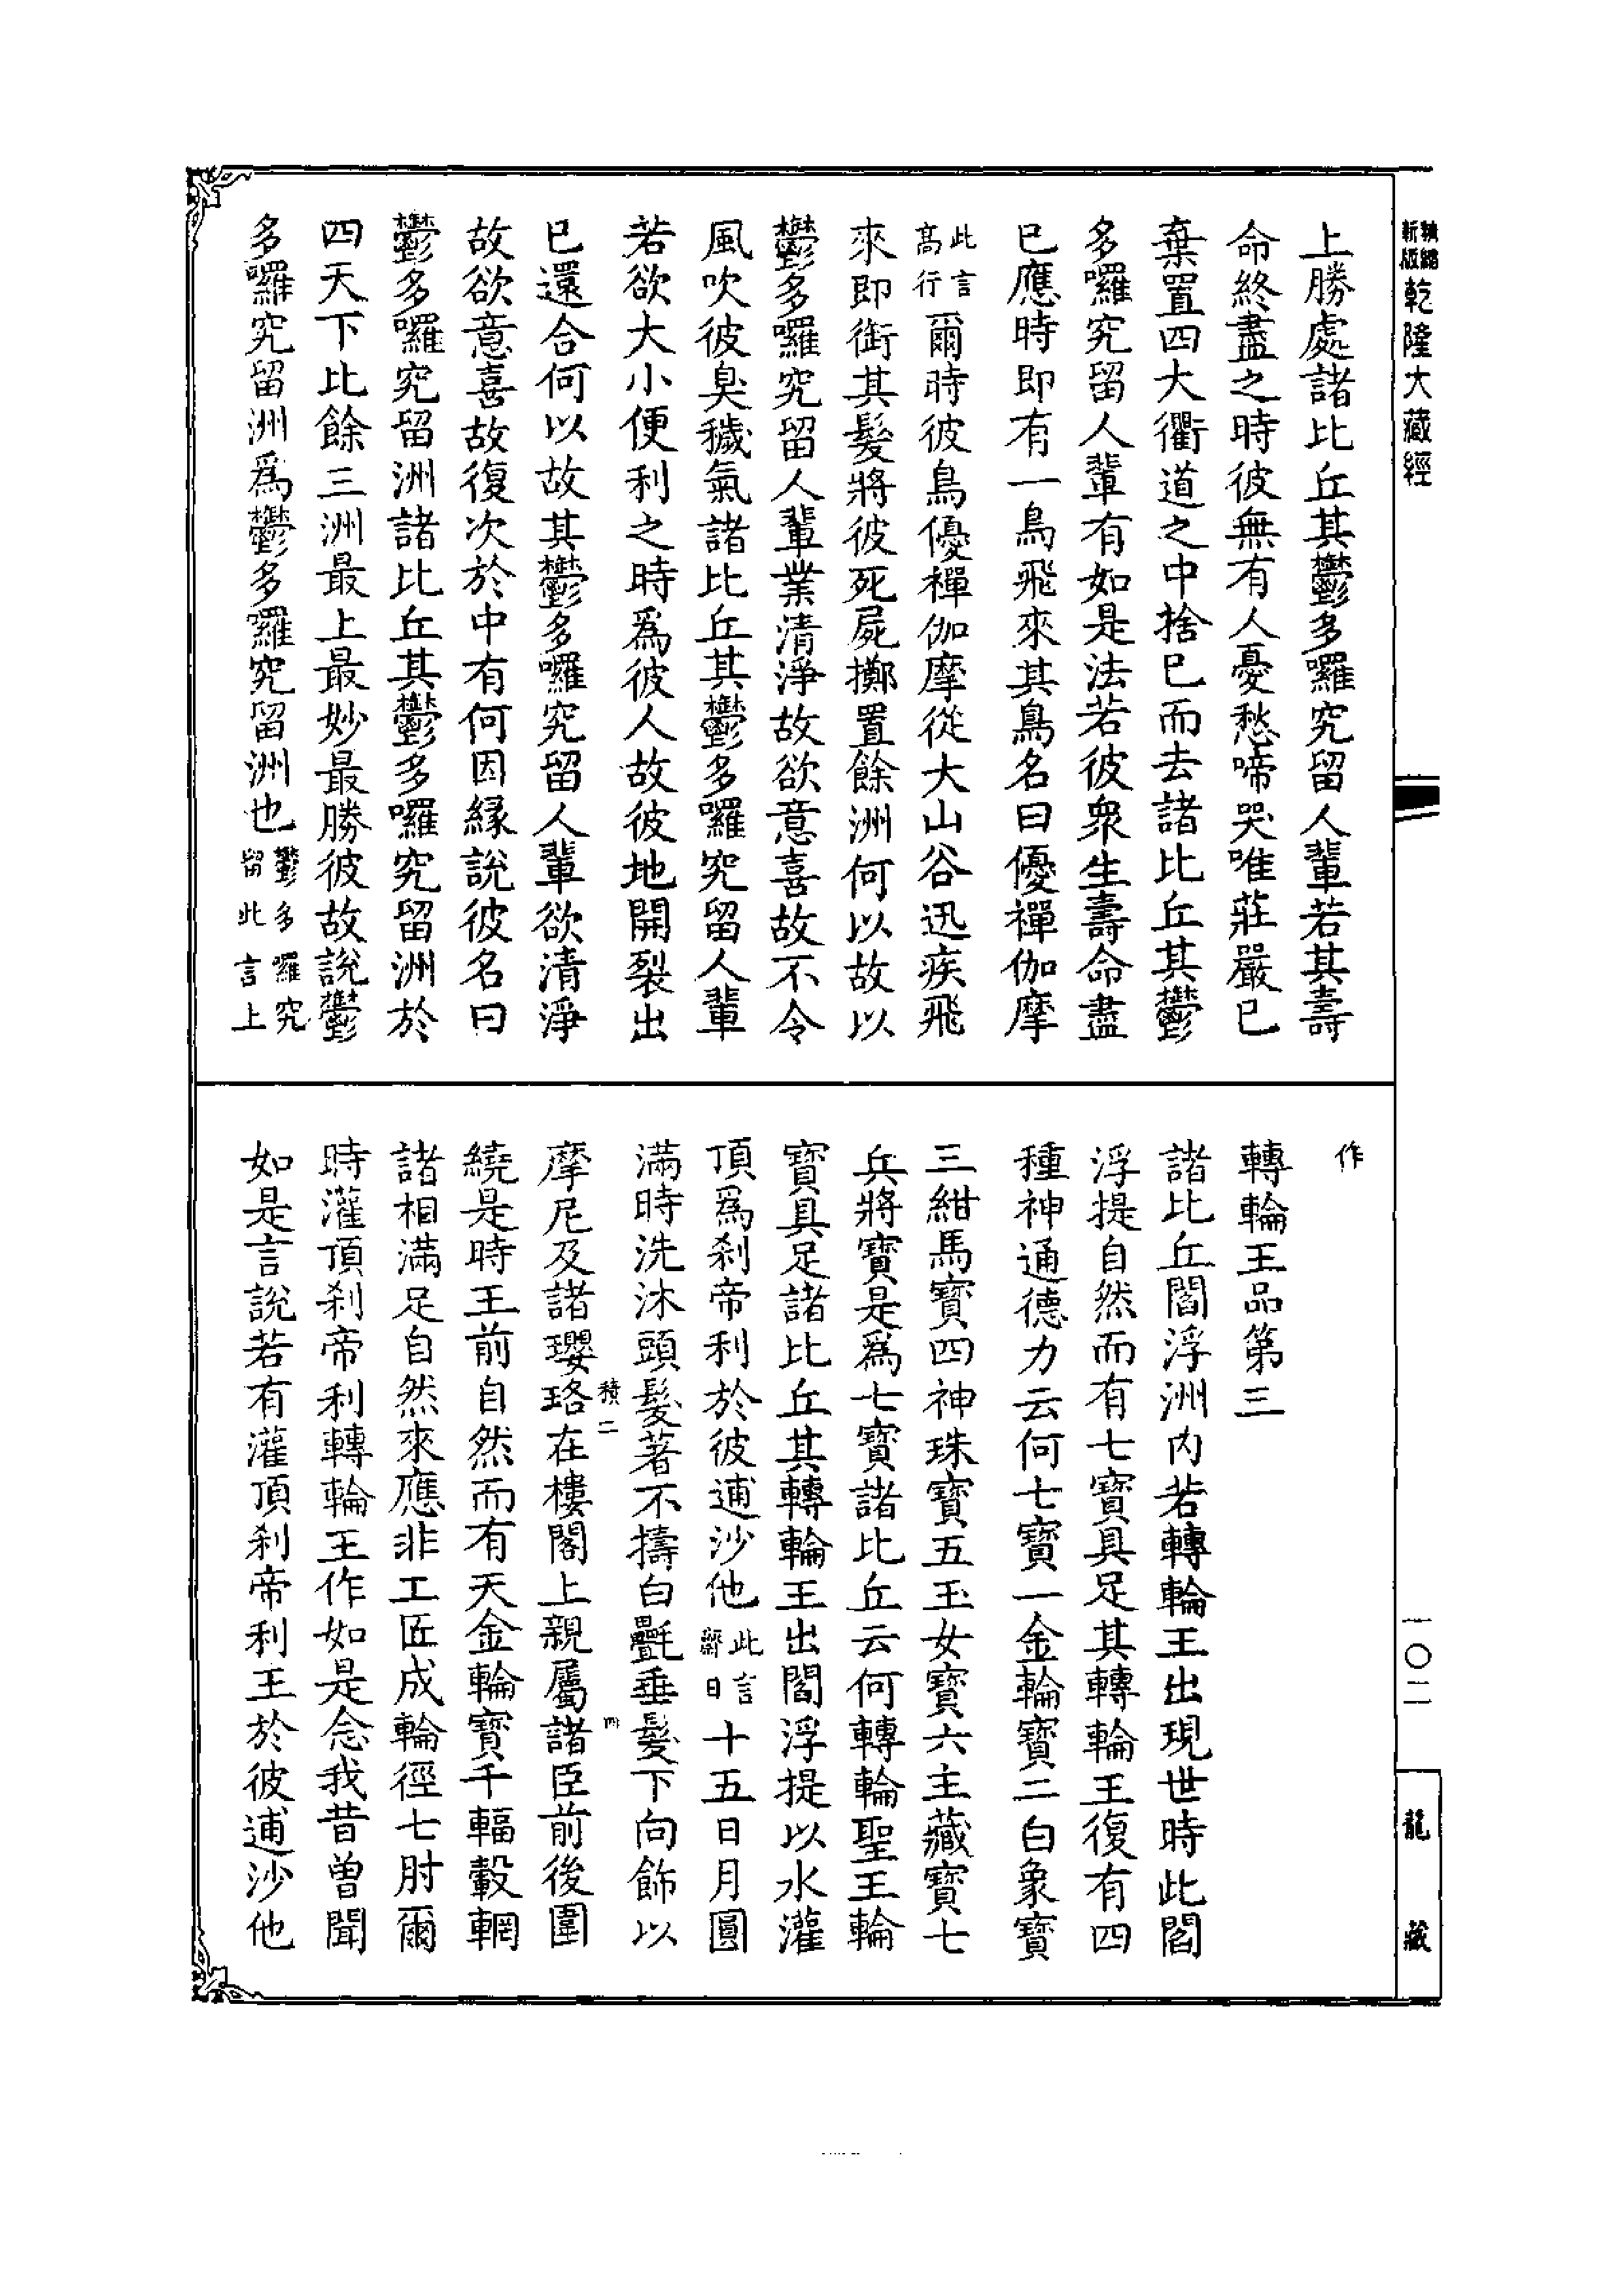 乾隆大藏經
上勝處諸比丘其鬱多囉究留人輩若其壽
命終盡之時彼無有人憂愁啼哭唯莊嚴已
棄置四大衢道之中捨已而去諸比丘其鬱
多囉究留人輩有如是法若彼衆生壽命盡
已應時即有一鳥飛來其鳥名曰優禪伽摩
此言高行爾時彼鳥優禪伽摩從大山谷迅疾飛
來即銜其髮將彼死屍擲置餘洲何以故以
鬱多囉究留人輩業清淨故欲意喜故不令
風吹彼臭穢氣諸比丘其鬱多囉究留人輩
若欲大小便利之時爲彼人故彼地開裂出
已還合何以故其鬱多囉究留人輩欲清淨
故欲意喜故復次於中有何因緣說彼名曰
鬱多囉究留洲諸比丘其鬱多囉究留洲於
四天下比餘三洲最上最妙最勝彼故說鬱
多囉究留洲爲鬱多囉究留洲也鬱多囉究留此言上
作
轉輪王品第三
諸比丘閻浮洲内若轉輪王出現世時此閻
浮提自然而有七寶具足其轉輪王復有四
種神通德力云何七寶一金輪寶二白象寶
三紺馬寶四神珠寶五玉女寶六主藏寶七
兵將寶是爲七寶諸比丘云何轉輪聖王輪
寶具足諸比丘其轉輪王出閻浮提以水灌
頂爲刹帝利於彼逋沙他此言齋日十五日月圓
滿時洗沐頭髮著不擣白㲲垂髮下向飾以
摩尼及諸瓔珞在樓閣上親屬諸臣前後圍
積二
四
繞是時王前自然而有天金輪寶千輻轂輞
諸相滿足自然來應非工匠成輪徑七肘爾
時灌頂刹帝利轉輪王作如是念我昔曾聞
如是言說若有灌頂刹帝利王於彼逋沙他
一〇二
龍藏